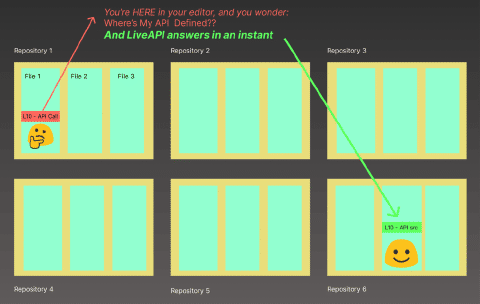 You're HERE in your editor, and you wonder:
Where's My API Defined??
And LiveAPI answers in an instant
Repository 1
Repository 2
Repository 3
File 1
File 2
File 3
L10 - API Call
L10 - API src
Repository 4
Repository 5
Repository 6